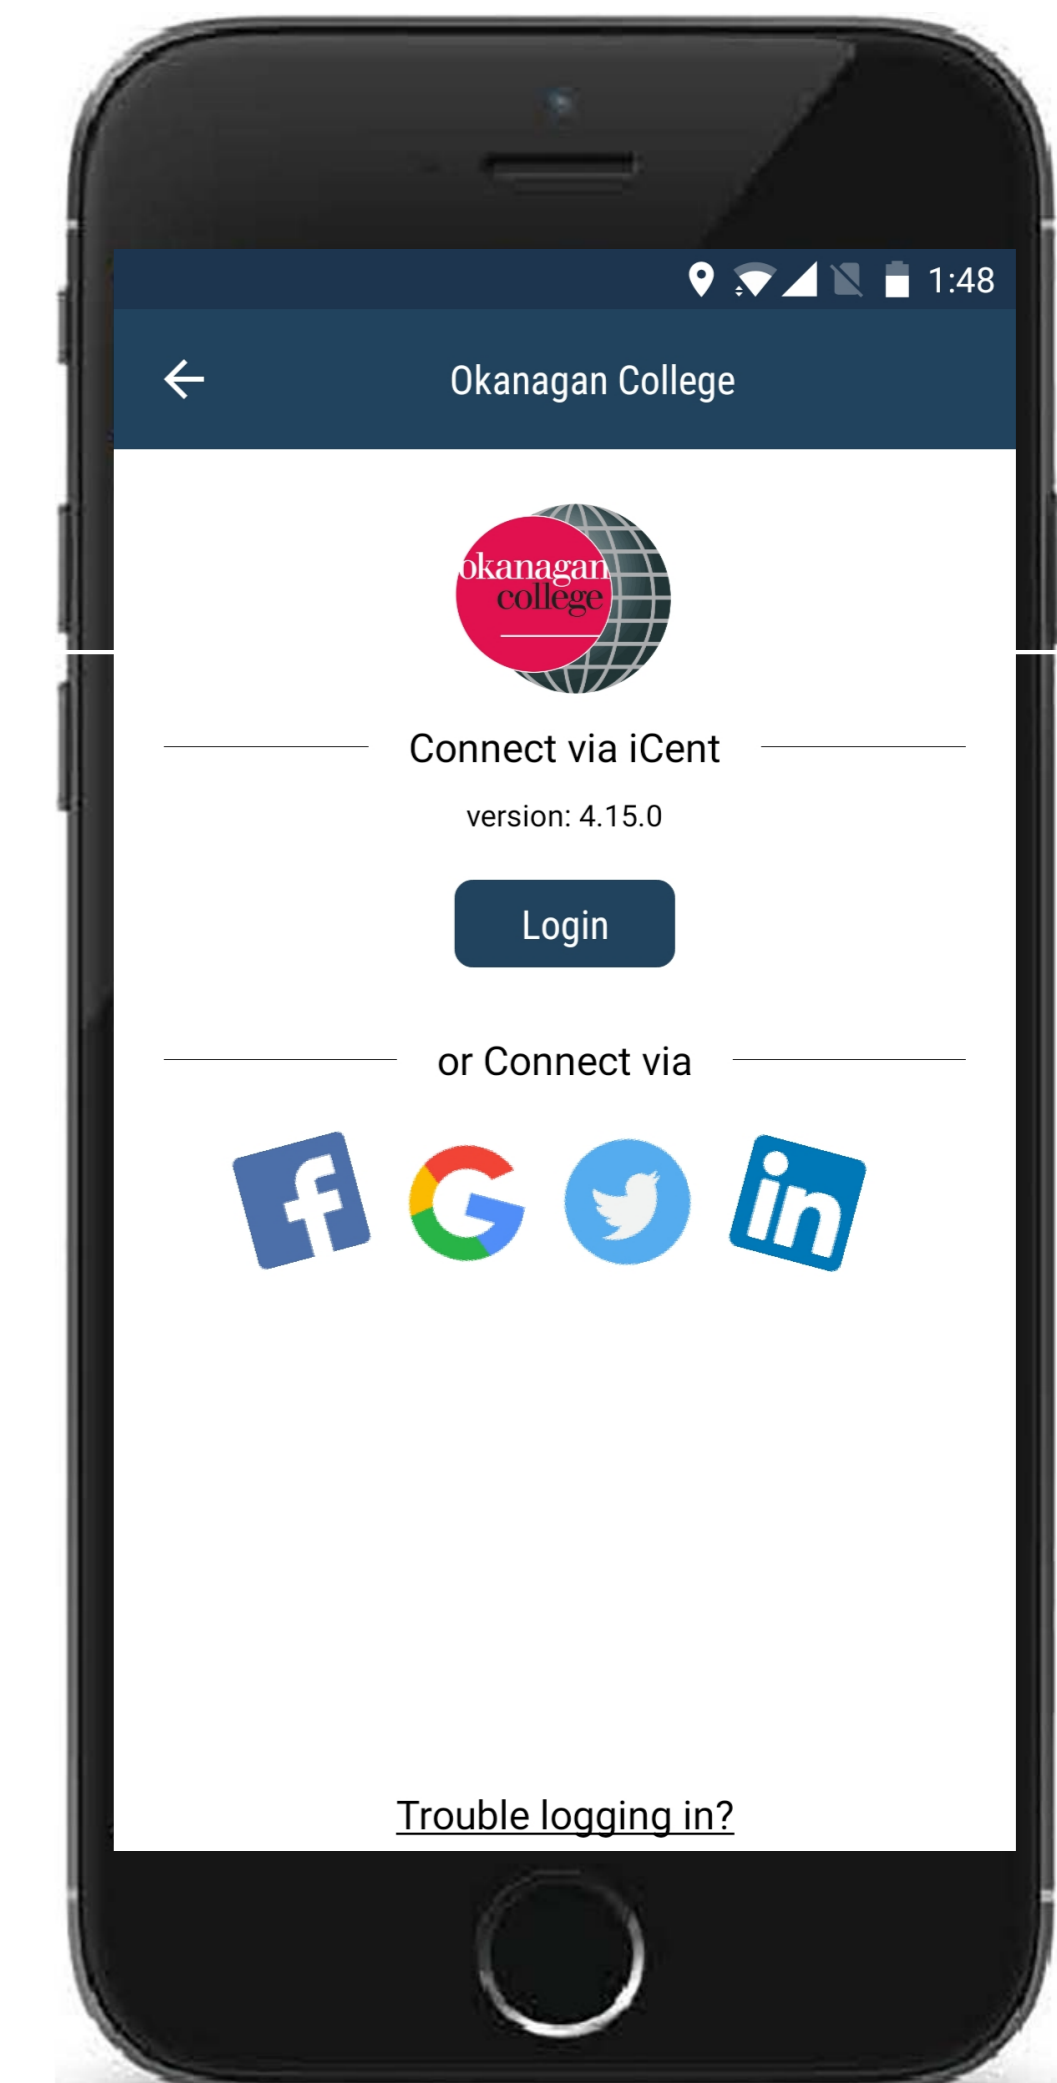 1:48
Okanagan College
okanagan
college
Connect via iCent
version: 4.15.0
Login
or Connect via
f G in
Trouble logging in?